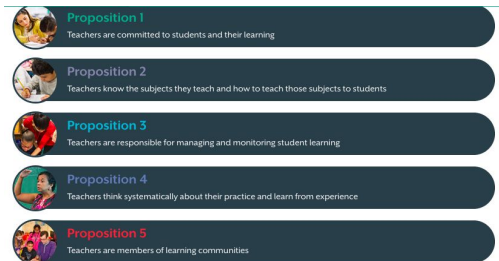 Proposition 1
Teachers are committed to students and their learning
Proposition 2
Teachers know the subjects they teach and how to teach those subjects to students
Proposition 3
Teachers are responsible for managing and monitoring student learning
Proposition 4
Teachers think systematically about their practice and learn from experience
Proposition 5
Teachers are members of learning communities